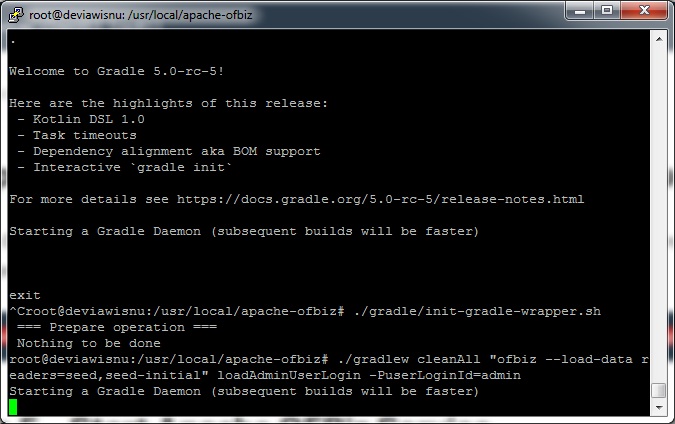 root@deviawisnu: /usr/local/apache-ofbiz
.
Welcome to Gradle 5.0-rc-5!
Here are the highlights of this release:
- Kotlin DSL 1.0
- Task timeouts
- Dependency alignment aka BOM support
- Interactive `gradle init`
For more details see https://docs.gradle.org/5.0-rc-5/release-notes.html
Starting a Gradle Daemon (subsequent builds will be faster)
exit
^Croot@deviawisnu:/usr/local/apache-ofbiz# ./gradle/init-gradle-wrapper.sh
=== Prepare operation ===
Nothing to be done
root@deviawisnu:/usr/local/apache-ofbiz# ./gradlew cleanAll "ofbiz --load-data r
eaders=seed,seed-initial" loadAdminUserLogin -PuserLoginId=admin
Starting a Gradle Daemon (subsequent builds will be faster)